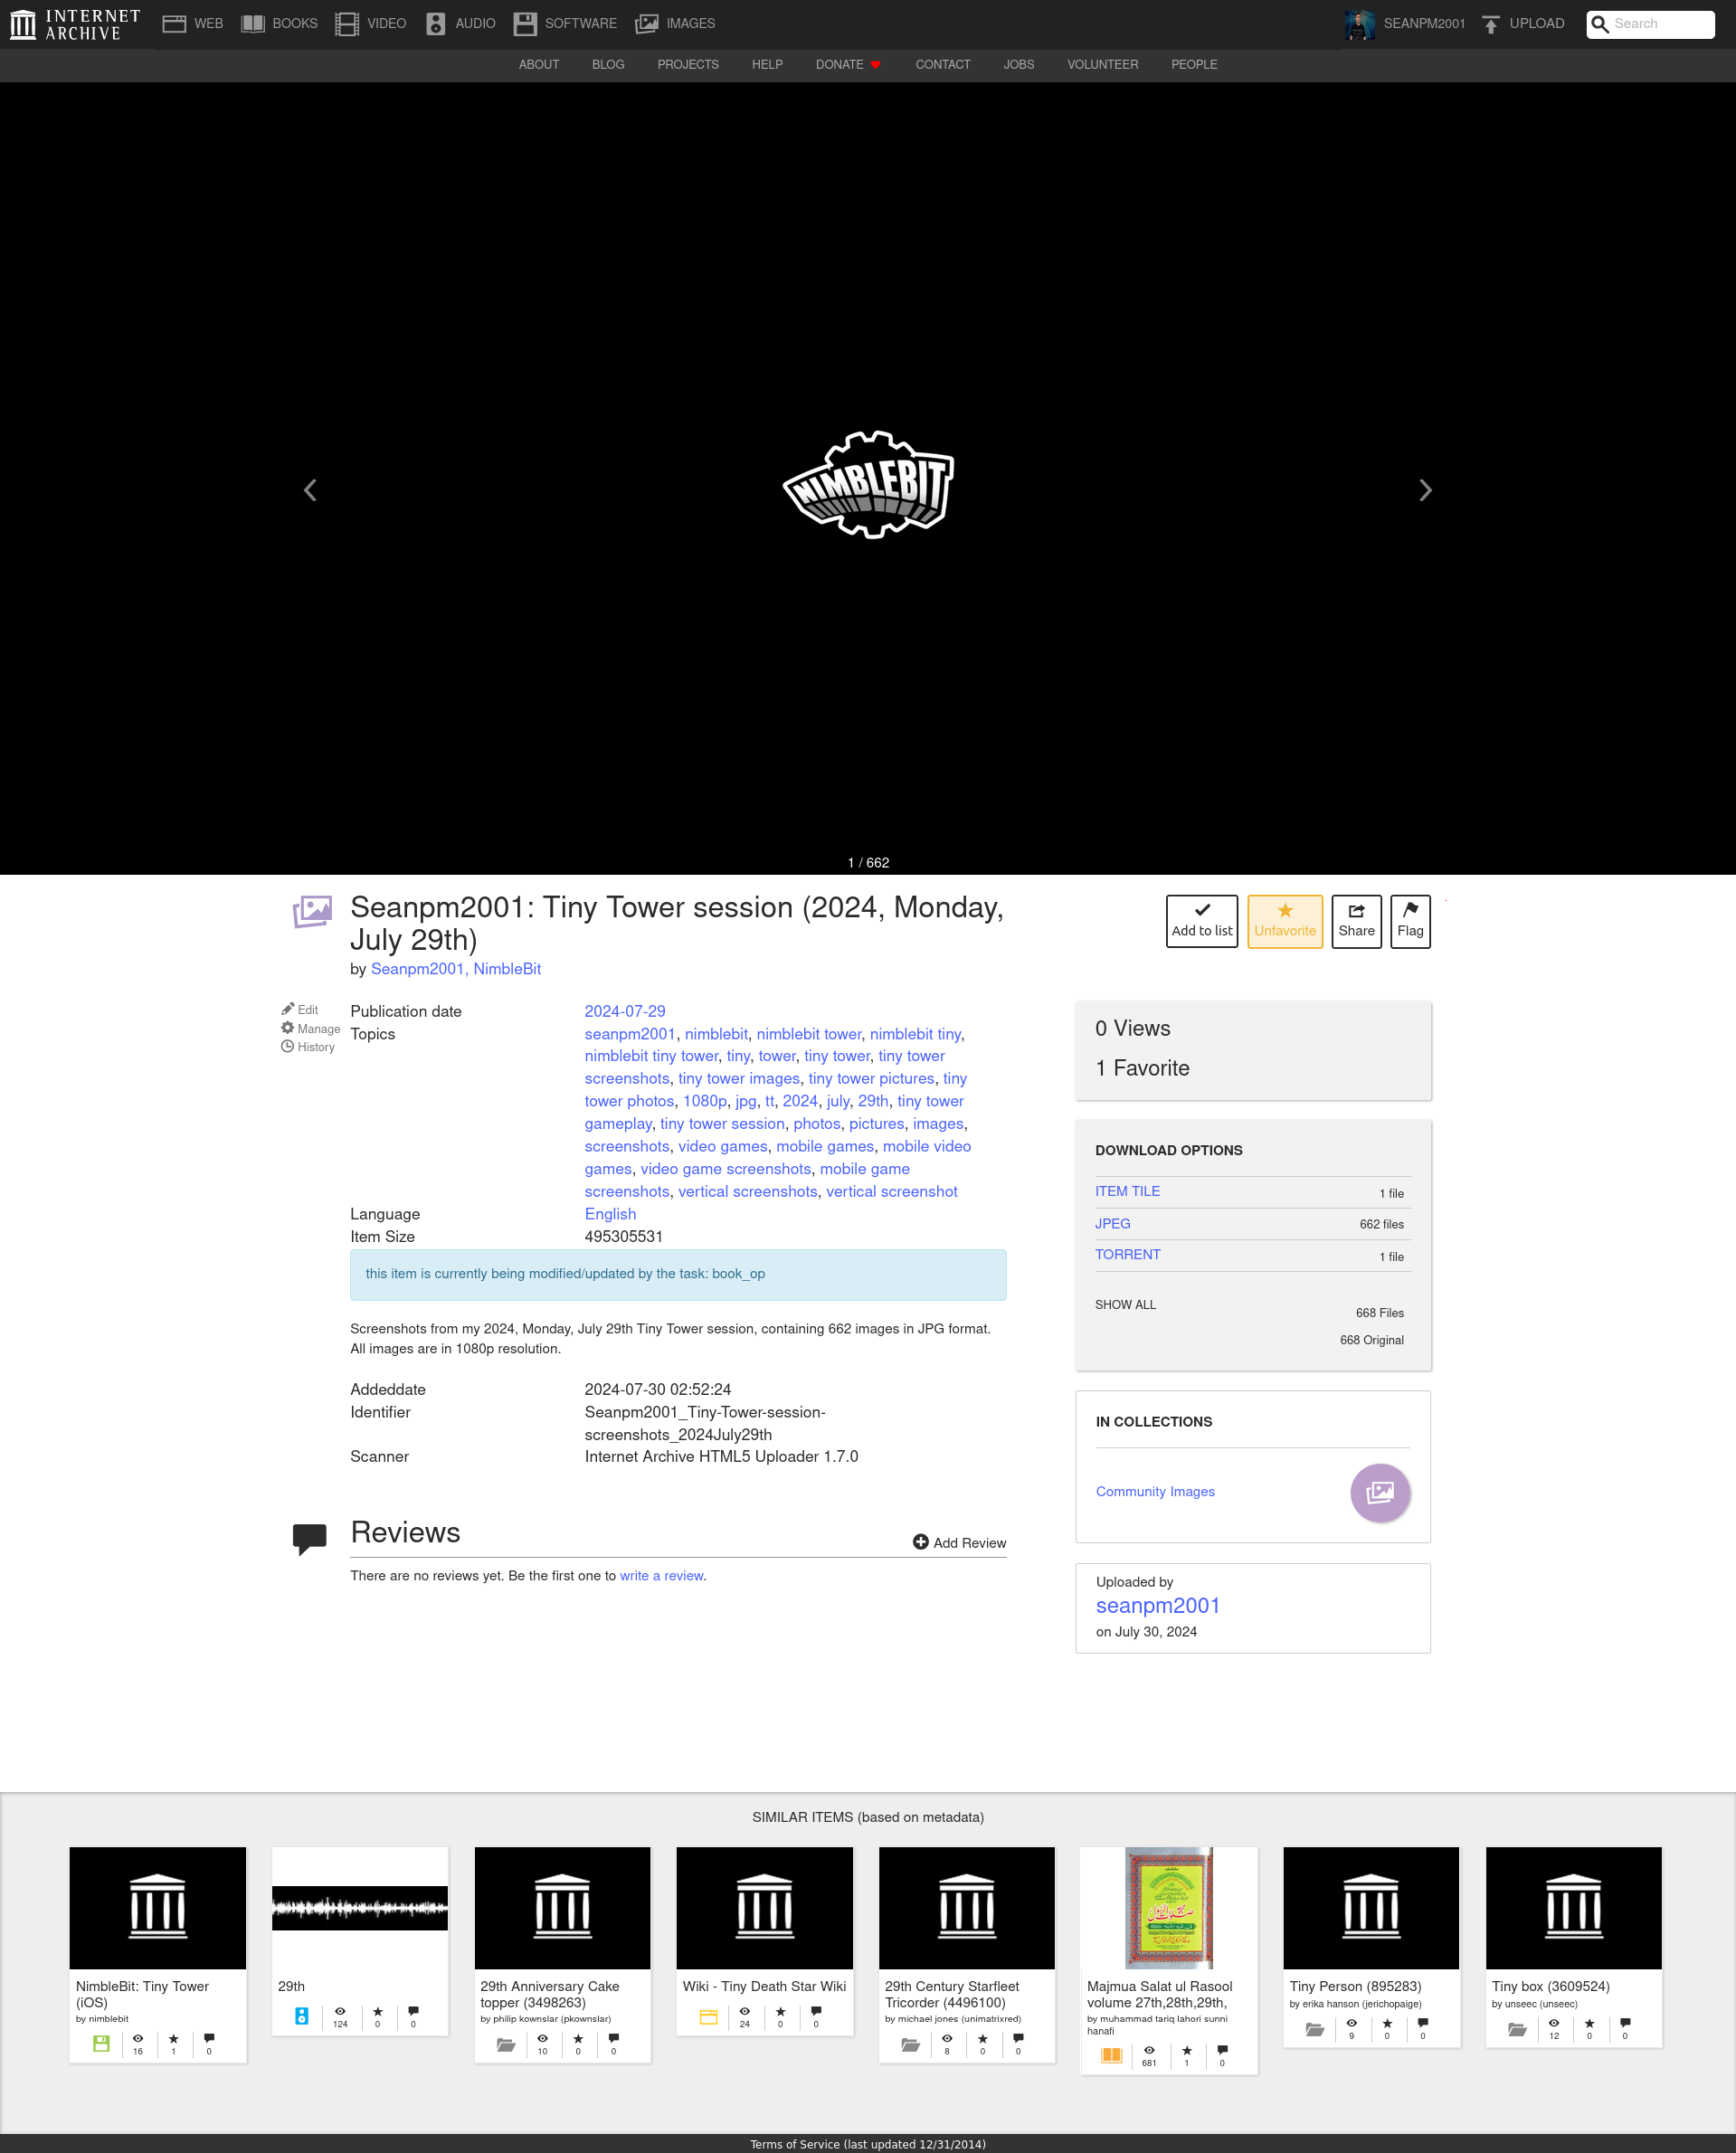 INTERNET ARCHIVE WEB BOOKS VIDEO AUDIO SOFTWARE IMAGES SEANPM2001 UPLOAD Search
ABOUT BLOG PROJECTS HELP DONATE CONTACT JOBS VOLUNTEER PEOPLE
NIMBLEBIT
1 / 662
Seanpm2001: Tiny Tower session (2024, Monday,
July 29th)
by Seanpm2001, NimbleBit
Add to list
Unfavorite
Share
Flag
Edit
Manage
History
Publication date 2024-07-29
Topics seanpm2001, nimblebit, nimblebit tower, nimblebit tiny,
nimblebit tiny tower, tiny, tower, tiny tower, tiny tower
screenshots, tiny tower images, tiny tower pictures, tiny
tower photos, 1080p, jpg, tt, 2024, july, 29th, tiny tower
gameplay, tiny tower session, photos, pictures, images,
screenshots, video games, mobile games, mobile video
games, video game screenshots, mobile game
screenshots, vertical screenshots, vertical screenshot
Language English
Item Size 495305531
this item is currently being modified/updated by the task: book_op
Screenshots from my 2024, Monday, July 29th Tiny Tower session, containing 662 images in JPG format.
All images are in 1080p resolution.
Addeddate 2024-07-30 02:52:24
Identifier Seanpm2001_Tiny-Tower-session-
screenshots_2024July29th
Scanner Internet Archive HTML5 Uploader 1.7.0
Reviews
Add Review
There are no reviews yet. Be the first one to write a review.
0 Views
1 Favorite
DOWNLOAD OPTIONS
ITEM TILE 1 file
JPEG 662 files
TORRENT 1 file
SHOW ALL 668 Files
668 Original
IN COLLECTIONS
Community Images
Uploaded by
seanpm2001
on July 30, 2024
SIMILAR ITEMS (based on metadata)
NimbleBit: Tiny Tower
(iOS)
by nimblebit
16 1 0
29th
124 0 0
29th Anniversary Cake
topper (3498263)
by philip kownslar (pkownslar)
10 0 0
Wiki - Tiny Death Star Wiki
24 0 0
29th Century Starfleet
Tricorder (4496100)
by michael jones (unimatrixred)
8 0 0
Majmua Salat ul Rasool
volume 27th,28th,29th,
by muhammad tariq lahori sunni
hanafi
681 1 0
Tiny Person (895283)
by erika hanson (jerichopaige)
9 0 0
Tiny box (3609524)
by unseec (unseec)
12 0 0
Terms of Service (last updated 12/31/2014)